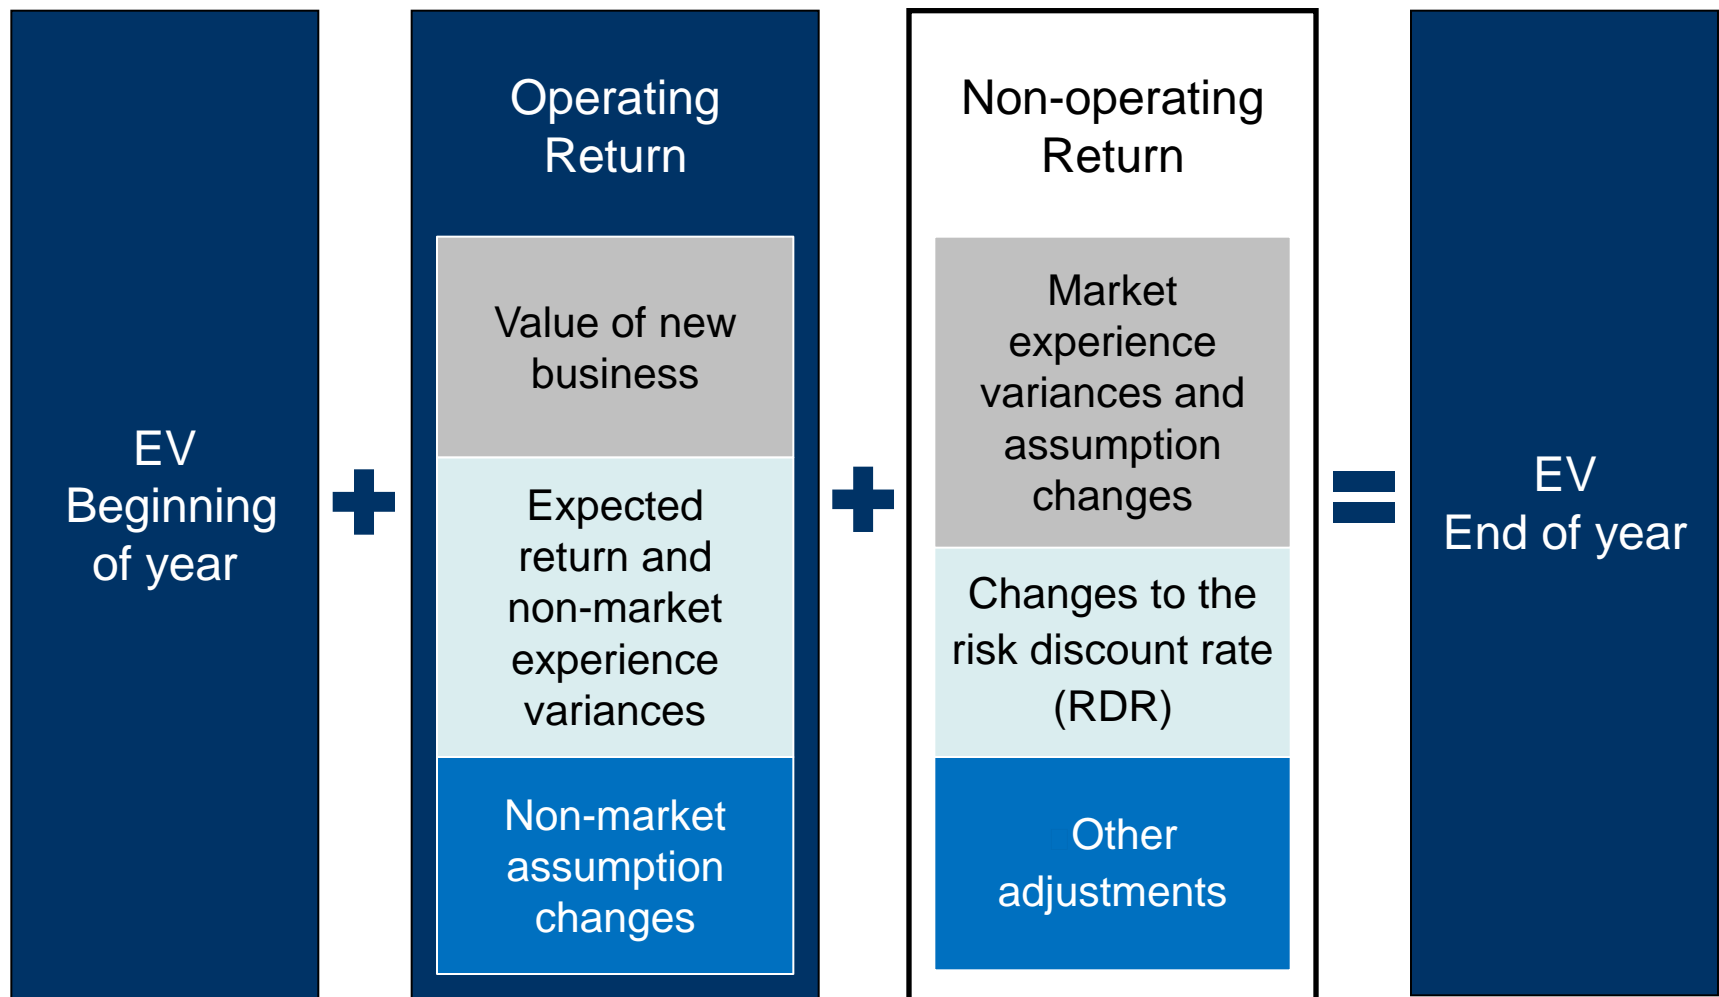 EV
Beginning
of year
Operating
Return
Value of new
business
Expected
return and
non-market
experience
variances
Non-market
assumption
changes
Non-operating
Return
Market
experience
variances and
assumption
changes
Changes to the
risk discount rate
(RDR)
Other
adjustments
EV
End of year